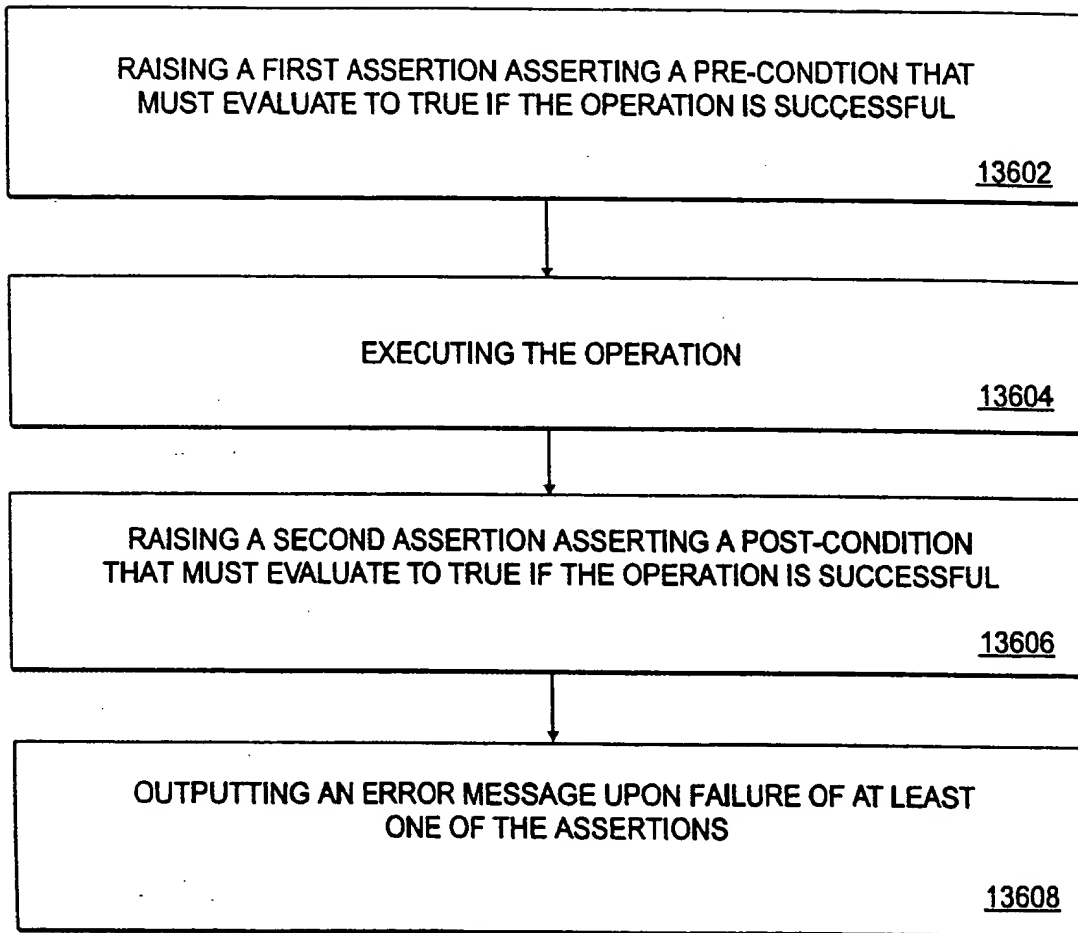 RAISING A FIRST ASSERTION ASSERTING A PRE-CONDTION THAT
MUST EVALUATE TO TRUE IF THE OPERATION IS SUCCESSFUL
13602
EXECUTING THE OPERATION
13604
RAISING A SECOND ASSERTION ASSERTING A POST-CONDITION
THAT MUST EVALUATE TO TRUE IF THE OPERATION IS SUCCESSFUL
13606
OUTPUTTING AN ERROR MESSAGE UPON FAILURE OF AT LEAST
ONE OF THE ASSERTIONS
13608